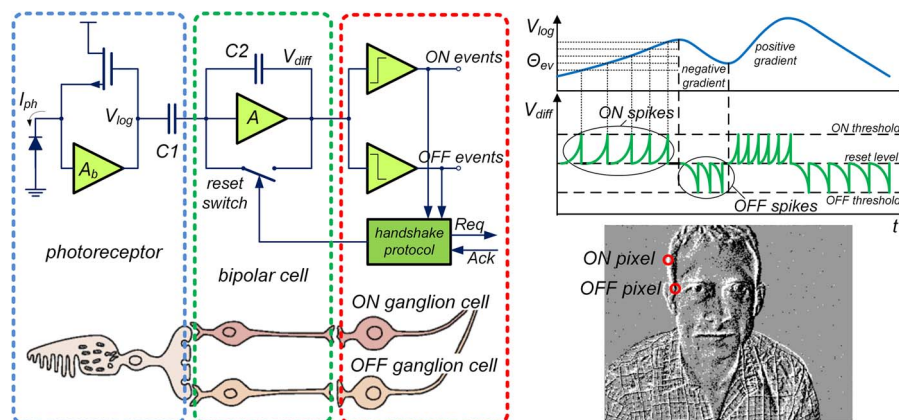 I_ph
V_log
A_b
C1
photoreceptor
C2
V_diff
A
reset
switch
bipolar cell
ON events
OFF events
handshake
protocol
Req
Ack
ON ganglion cell
OFF ganglion cell
V_log
Θ_ev
negative
gradient
positive
gradient
V_diff
ON spikes
ON threshold
reset level
OFF threshold
OFF spikes
t
ON pixel
OFF pixel